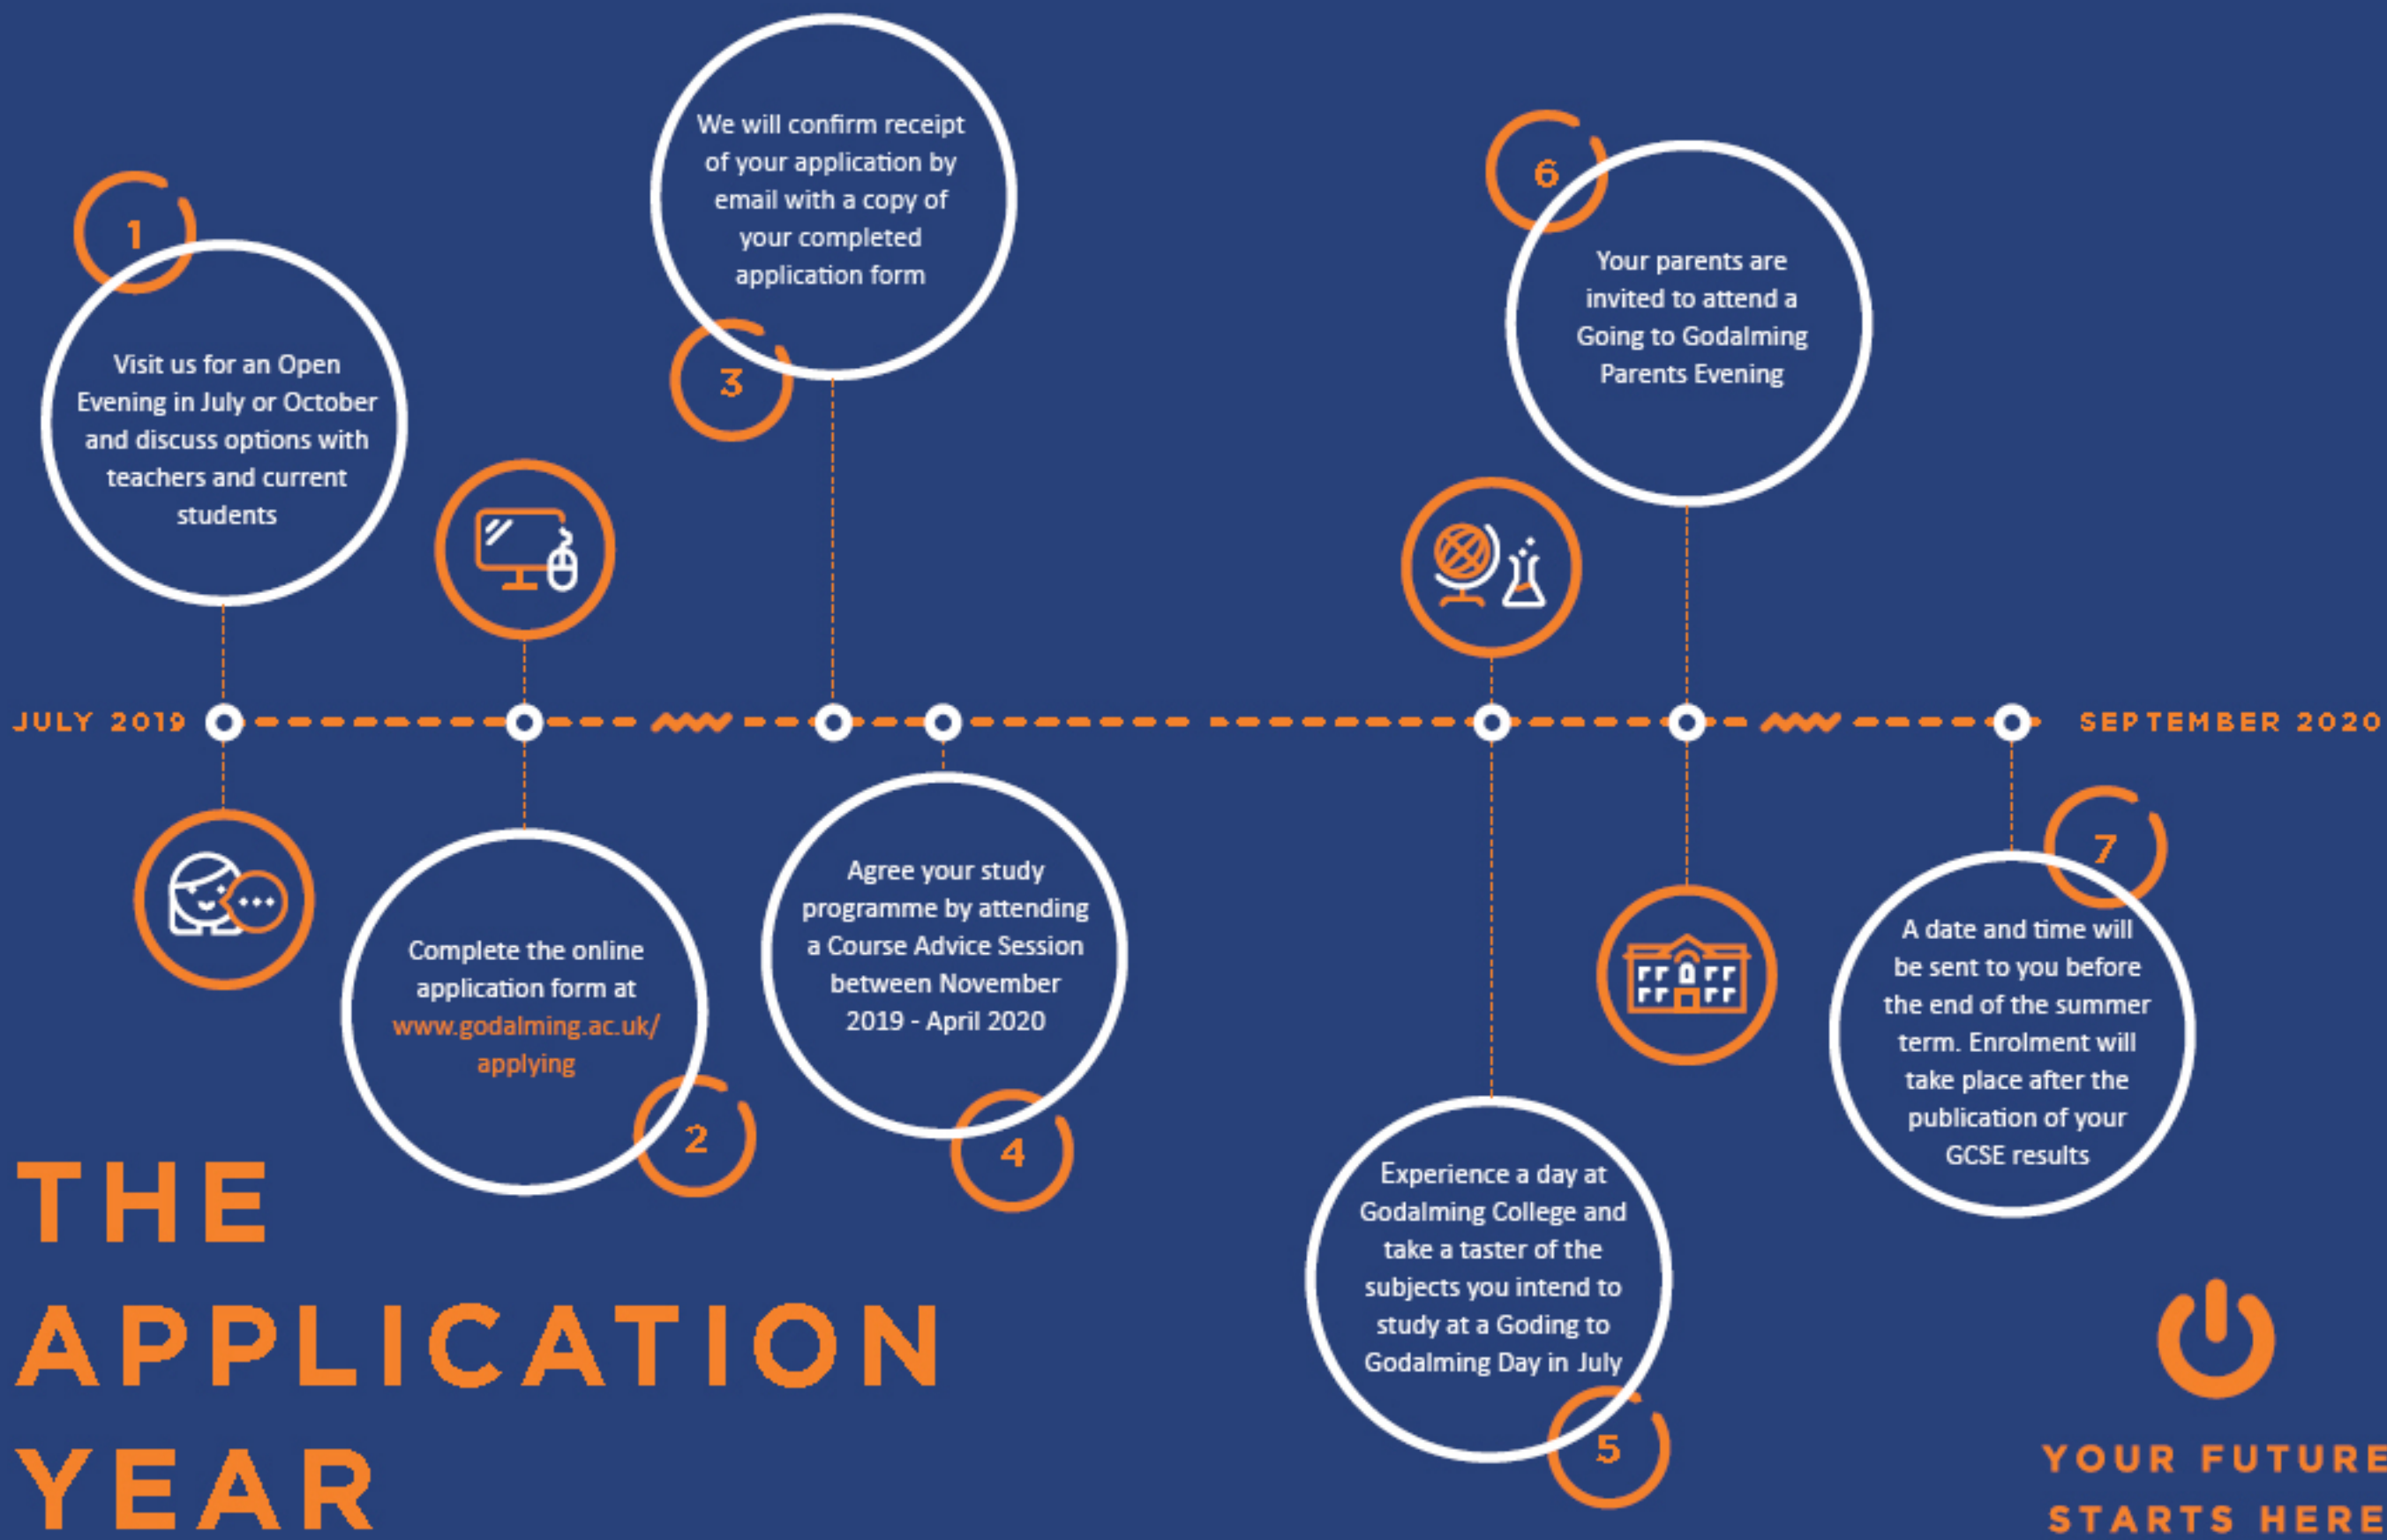 1
Visit us for an Open
Evening in July or October
and discuss options with
teachers and current
students
Complete the online
application form at
www.godalming.ac.uk/
applying
2
We will confirm receipt
of your application by
email with a copy of
your completed
application form
3
Agree your study
programme by attending
a Course Advice Session
between November
2019 - April 2020
4
Experience a day at
Godalming College and
take a taster of the
subjects you intend to
study at a Goding to
Godalming Day in July
5
6
Your parents are
invited to attend a
Going to Godalming
Parents Evening
7
A date and time will
be sent to you before
the end of the summer
term. Enrolment will
take place after the
publication of your
GCSE results
JULY 2019
SEPTEMBER 2020
THE
APPLICATION
YEAR
YOUR FUTURE
STARTS HERE